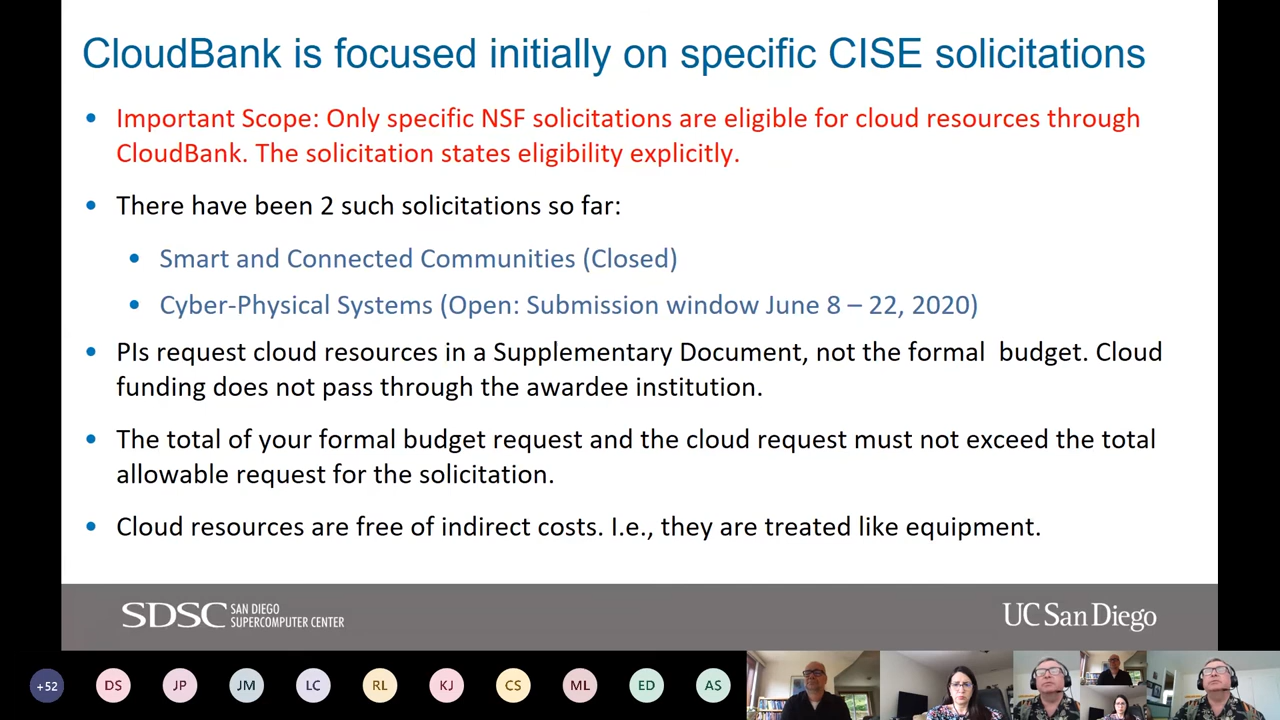 CloudBank is focused initially on specific CISE solicitations
Important Scope: Only specific NSF solicitations are eligible for cloud resources through
CloudBank. The solicitation states eligibility explicitly.
There have been 2 such solicitations so far:
Smart and Connected Communities (Closed)
Cyber-Physical Systems (Open: Submission window June 8 – 22, 2020)
PIs request cloud resources in a Supplementary Document, not the formal  budget. Cloud
funding does not pass through the awardee institution.
The total of your formal budget request and the cloud request must not exceed the total
allowable request for the solicitation.
Cloud resources are free of indirect costs. I.e., they are treated like equipment.
SDSC SAN DIEGO
SUPERCOMPUTER CENTER
UC San Diego
+52 DS JP JM LC RL KJ CS ML ED AS